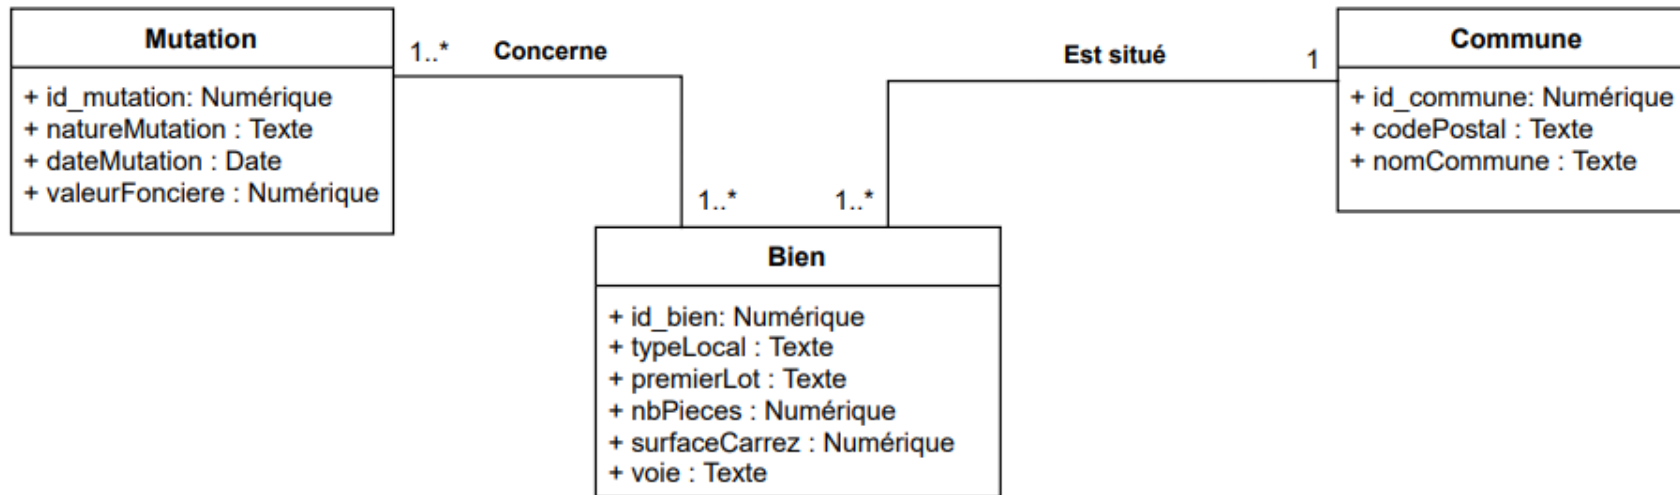 Mutation
+ id_mutation: Numérique
+ natureMutation : Texte
+ dateMutation : Date
+ valeurFonciere : Numérique
1..*
Concerne
1..*
Est situé
1
1..*
Commune
+ id_commune: Numérique
+ codePostal : Texte
+ nomCommune : Texte
Bien
+ id_bien: Numérique
+ typeLocal : Texte
+ premierLot : Texte
+ nbPieces : Numérique
+ surfaceCarrez : Numérique
+ voie : Texte